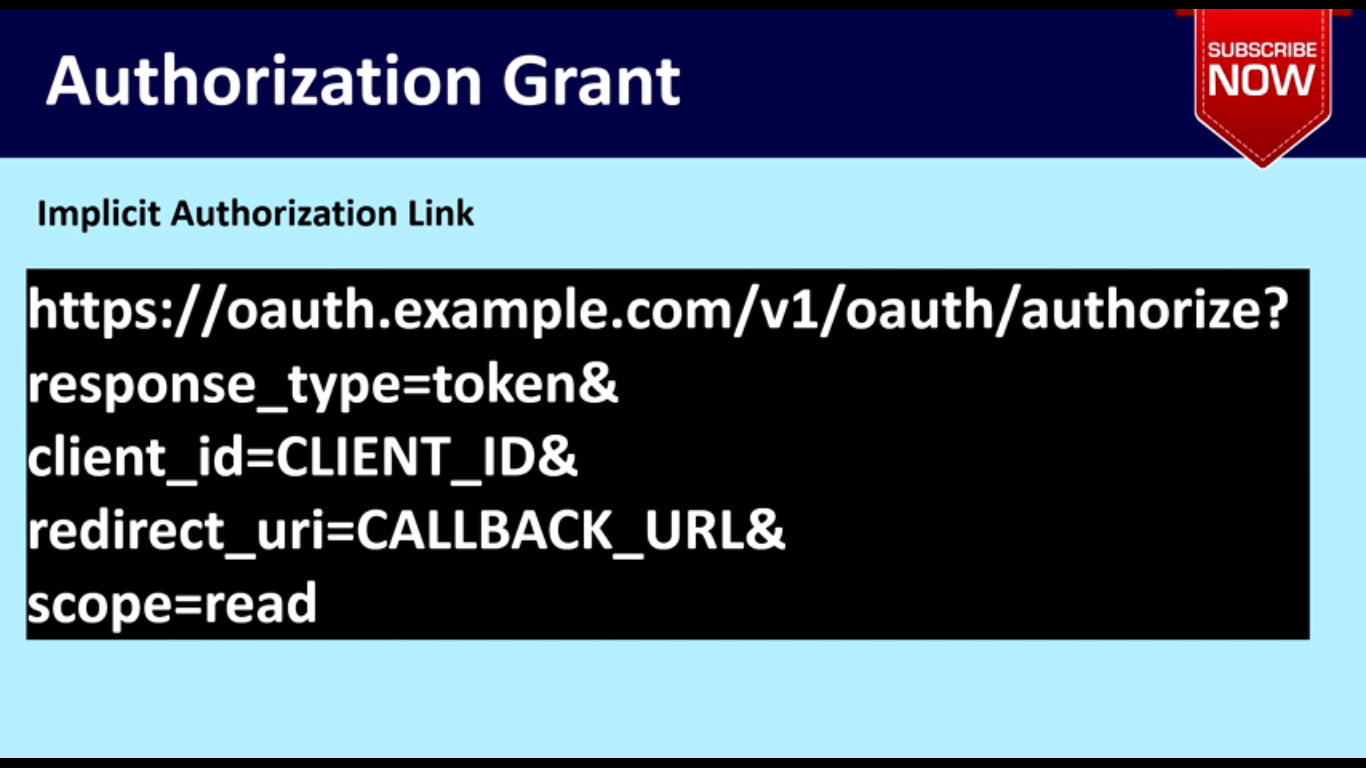 Authorization Grant
SUBSCRIBE
NOW
Implicit Authorization Link
https://oauth.example.com/v1/oauth/authorize?
response_type=token&
client_id=CLIENT_ID&
redirect_uri=CALLBACK_URL&
scope=read